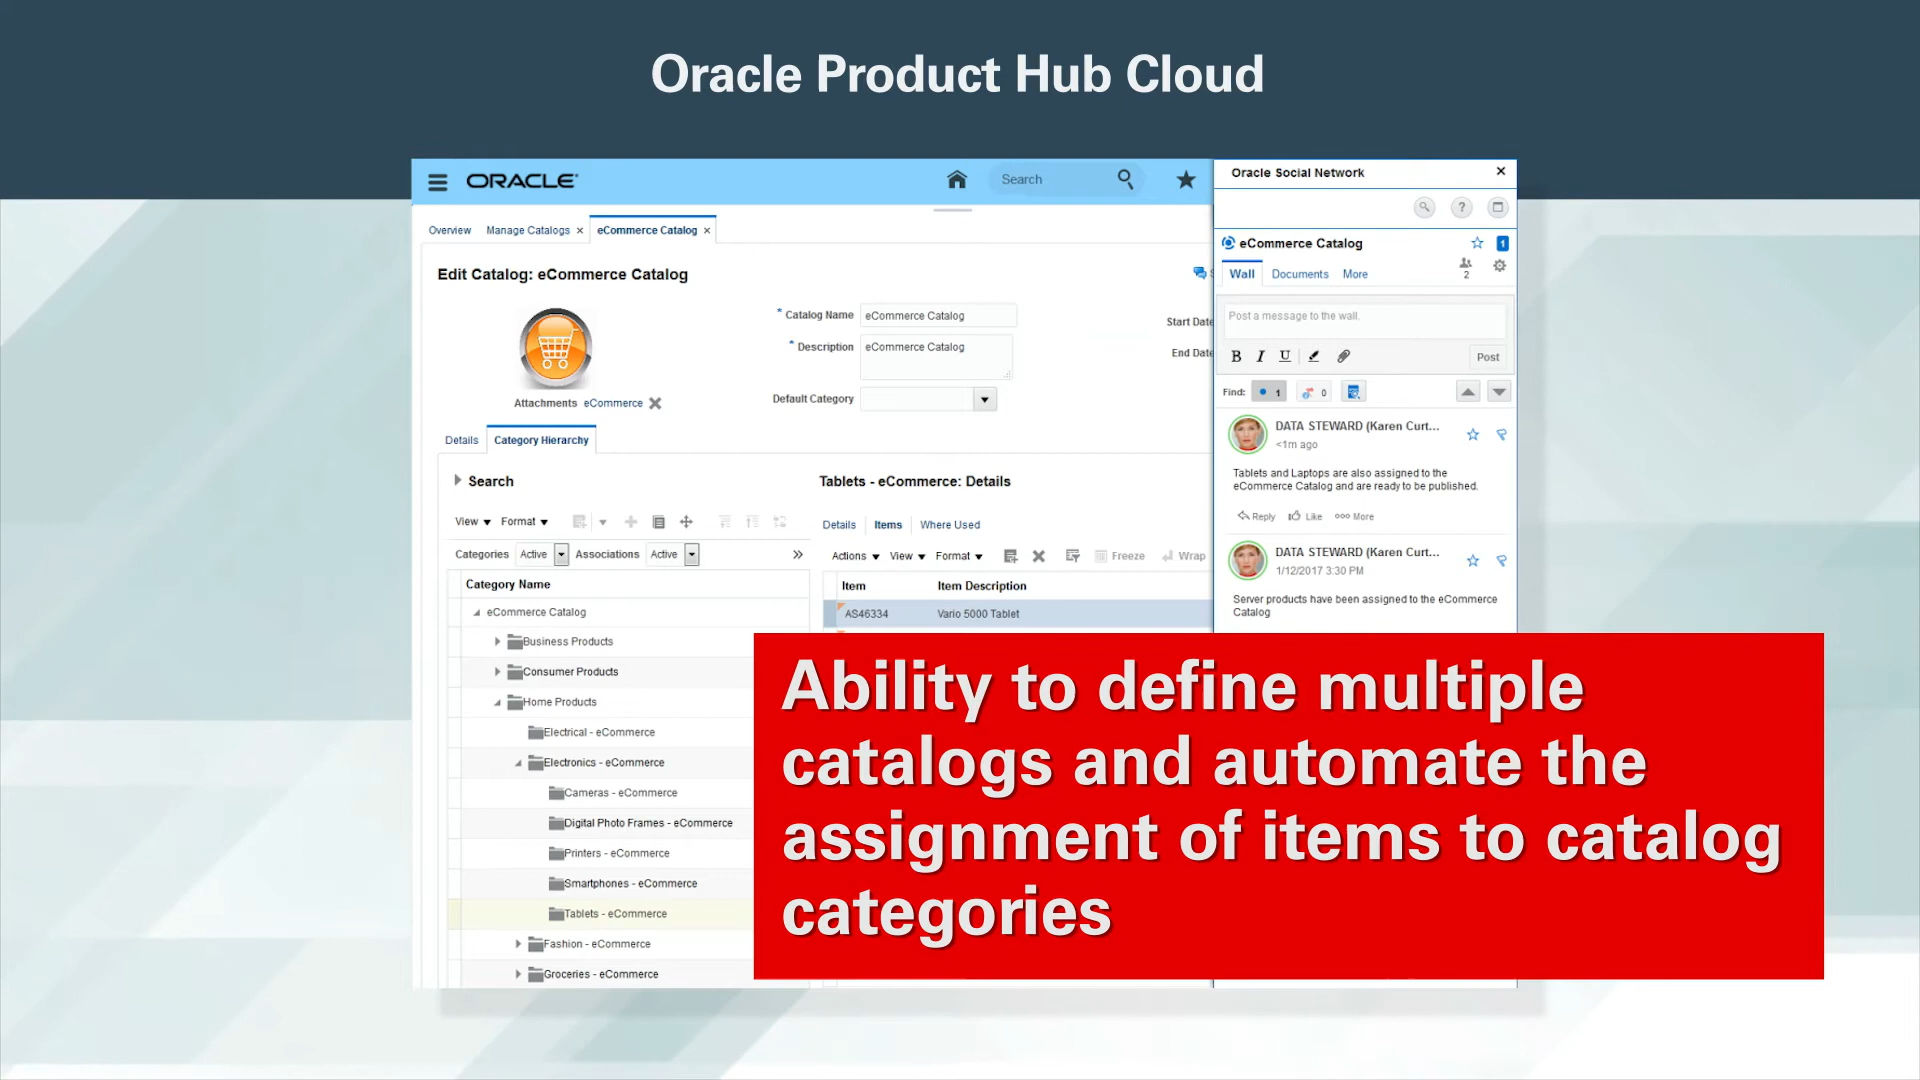 Oracle Product Hub Cloud
ORACLE
Search
Oracle Social Network
Overview
Manage Catalogs
eCommerce Catalog
eCommerce Catalog
1
Edit Catalog: eCommerce Catalog
Wall
Documents
More
2
* Catalog Name
eCommerce Catalog
Start Date
Post a message to the wall.
* Description
eCommerce Catalog
End Date
B I U
Post
Default Category
Find:
1
0
Attachments eCommerce
DATA STEWARD (Karen Curt...
<1m ago
Details
Category Hierarchy
Tablets and Laptops are also assigned to the
eCommerce Catalog and are ready to be published.
Search
Tablets - eCommerce: Details
Reply
Like
More
View
Format
Details
Items
Where Used
Categories
Active
Associations
Active
Actions
View
Format
Freeze
Wrap
DATA STEWARD (Karen Curt...
1/12/2017 3:30 PM
Category Name
Item
Item Description
Server products have been assigned to the eCommerce
Catalog
eCommerce Catalog
AS46334
Vario 5000 Tablet
Business Products
Consumer Products
Home Products
Electrical - eCommerce
Electronics - eCommerce
Cameras - eCommerce
Digital Photo Frames - eCommerce
Printers - eCommerce
Smartphones - eCommerce
Tablets - eCommerce
Fashion - eCommerce
Groceries - eCommerce
Ability to define multiple
catalogs and automate the
assignment of items to catalog
categories